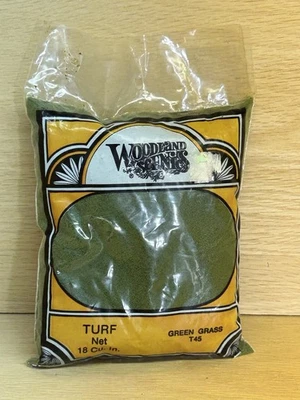 WOODLAND
SCENICS
TURF
Net
18 Cu. In.
GREEN GRASS
T45